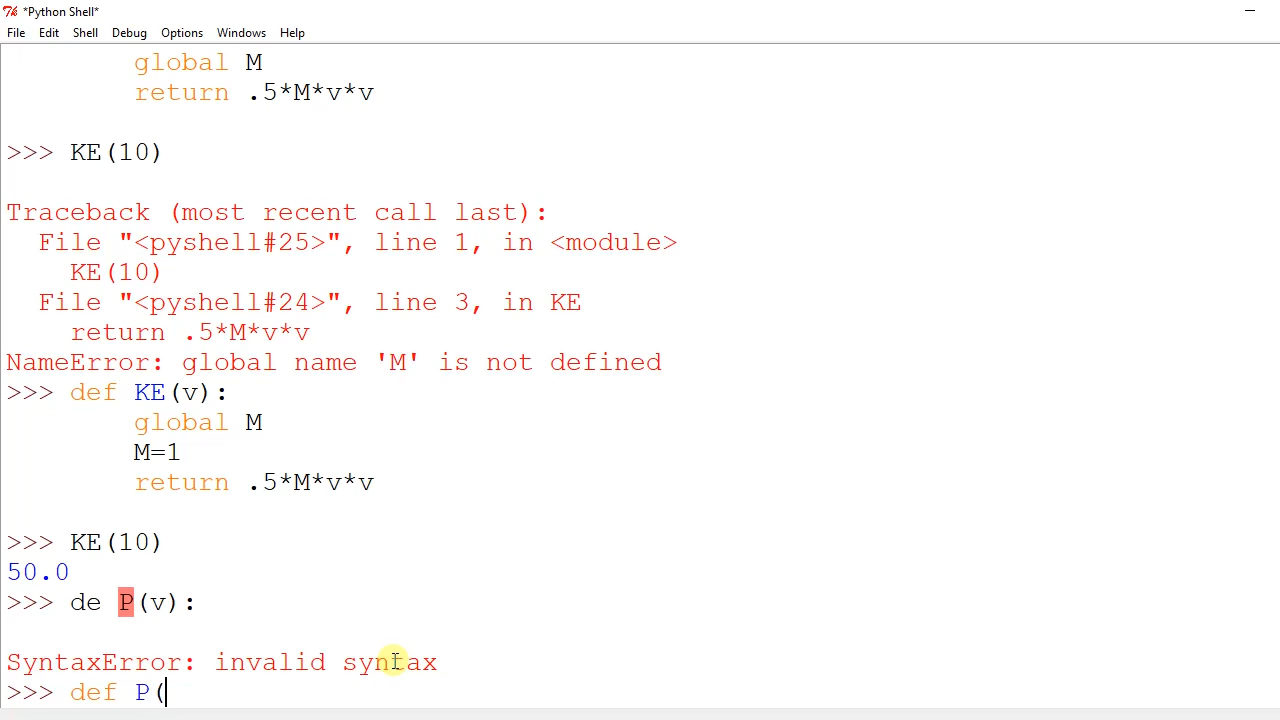 *Python Shell*
File Edit Shell Debug Options Windows Help
global M
return .5*M*v*v
>>> KE(10)
Traceback (most recent call last):
File "<pyshell#25>", line 1, in <module>
KE(10)
File "<pyshell#24>", line 3, in KE
return .5*M*v*v
NameError: global name 'M' is not defined
>>> def KE(v):
global M
M=1
return .5*M*v*v
>>> KE(10)
50.0
>>> de P(v):
SyntaxError: invalid syntax
>>> def P(